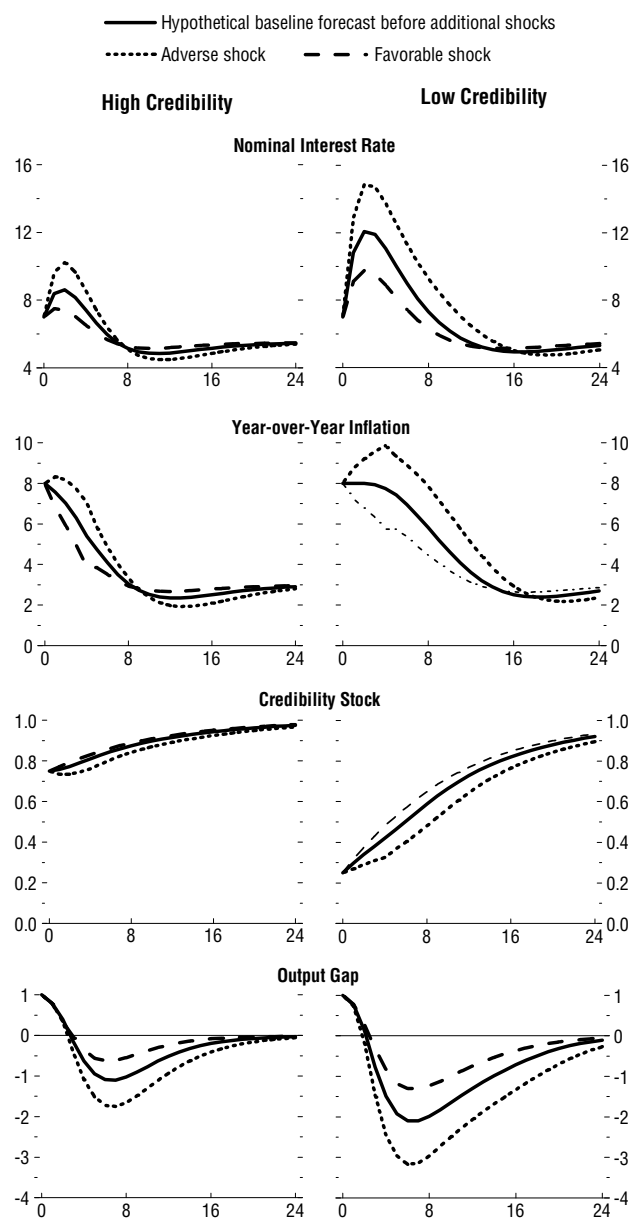 Hypothetical baseline forecast before additional shocks
Adverse shock Favorable shock
High Credibility Low Credibility
Nominal Interest Rate
16 16
12 12
8 8
4 4
0 8 16 24 0 8 16 24
Year-over-Year Inflation
10 10
8 8
6 6
4 4
2 2
0 0
0 8 16 24 0 8 16 24
Credibility Stock
1.0 1.0
0.8 0.8
0.6 0.6
0.4 0.4
0.2 0.2
0.0 0.0
0 8 16 24 0 8 16 24
Output Gap
1 1
0 0
-1 -1
-2 -2
-3 -3
-4 -4
0 8 16 24 0 8 16 24